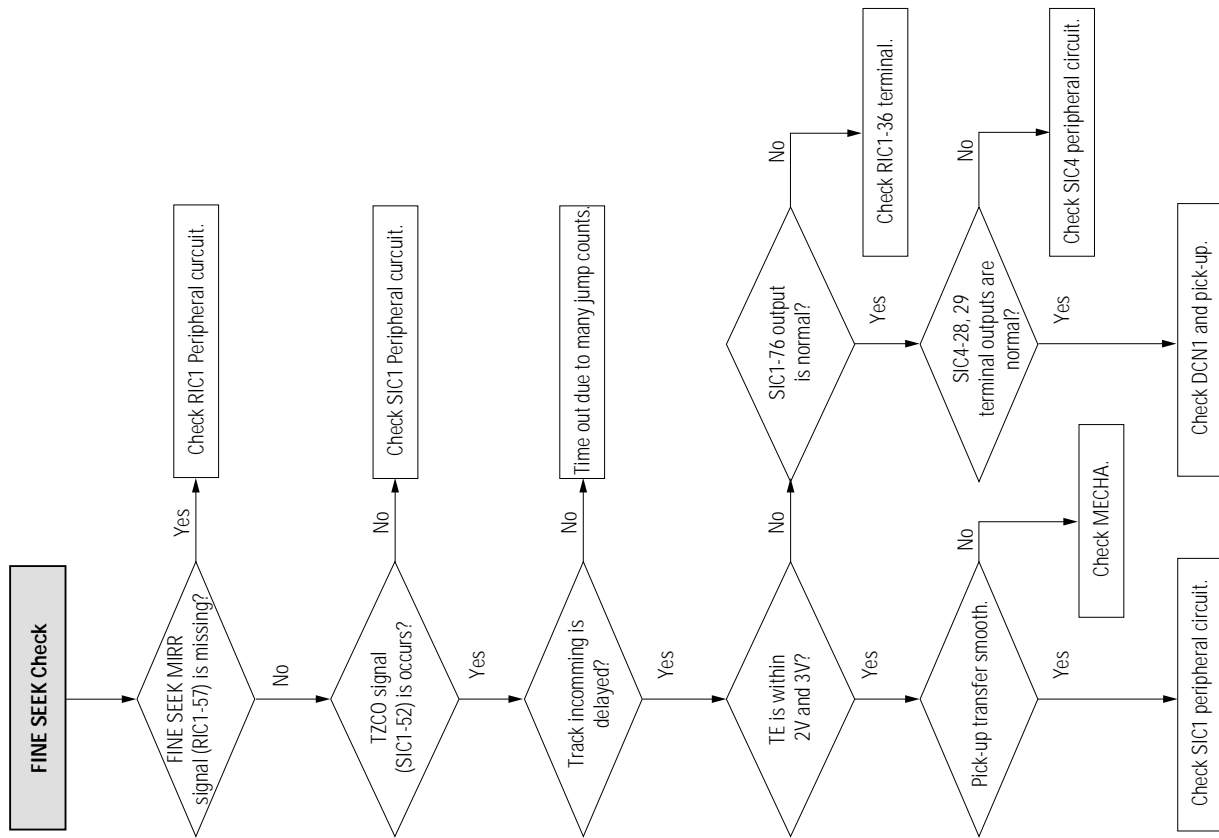 FINE SEEK Check
FINE SEEK MIRR
signal (RIC1-57) is missing?
Yes
Check RIC1 Peripheral curcuit.
No
TZCO signal
(SIC1-52) is occurs?
No
Check SIC1 Peripheral curcuit.
Yes
Track incomming is
delayed?
No
Time out due to many jump counts.
Yes
TE is within
2V and 3V?
No
SIC1-76 output
is normal?
No
Check RIC1-36 terminal.
Yes
Yes
Pick-up transfer smooth.
No
Check MECHA.
SIC4-28, 29
terminal outputs are
normal?
No
Check SIC4 peripheral circuit.
Yes
Yes
Check SIC1 peripheral circuit.
Check DCN1 and pick-up.